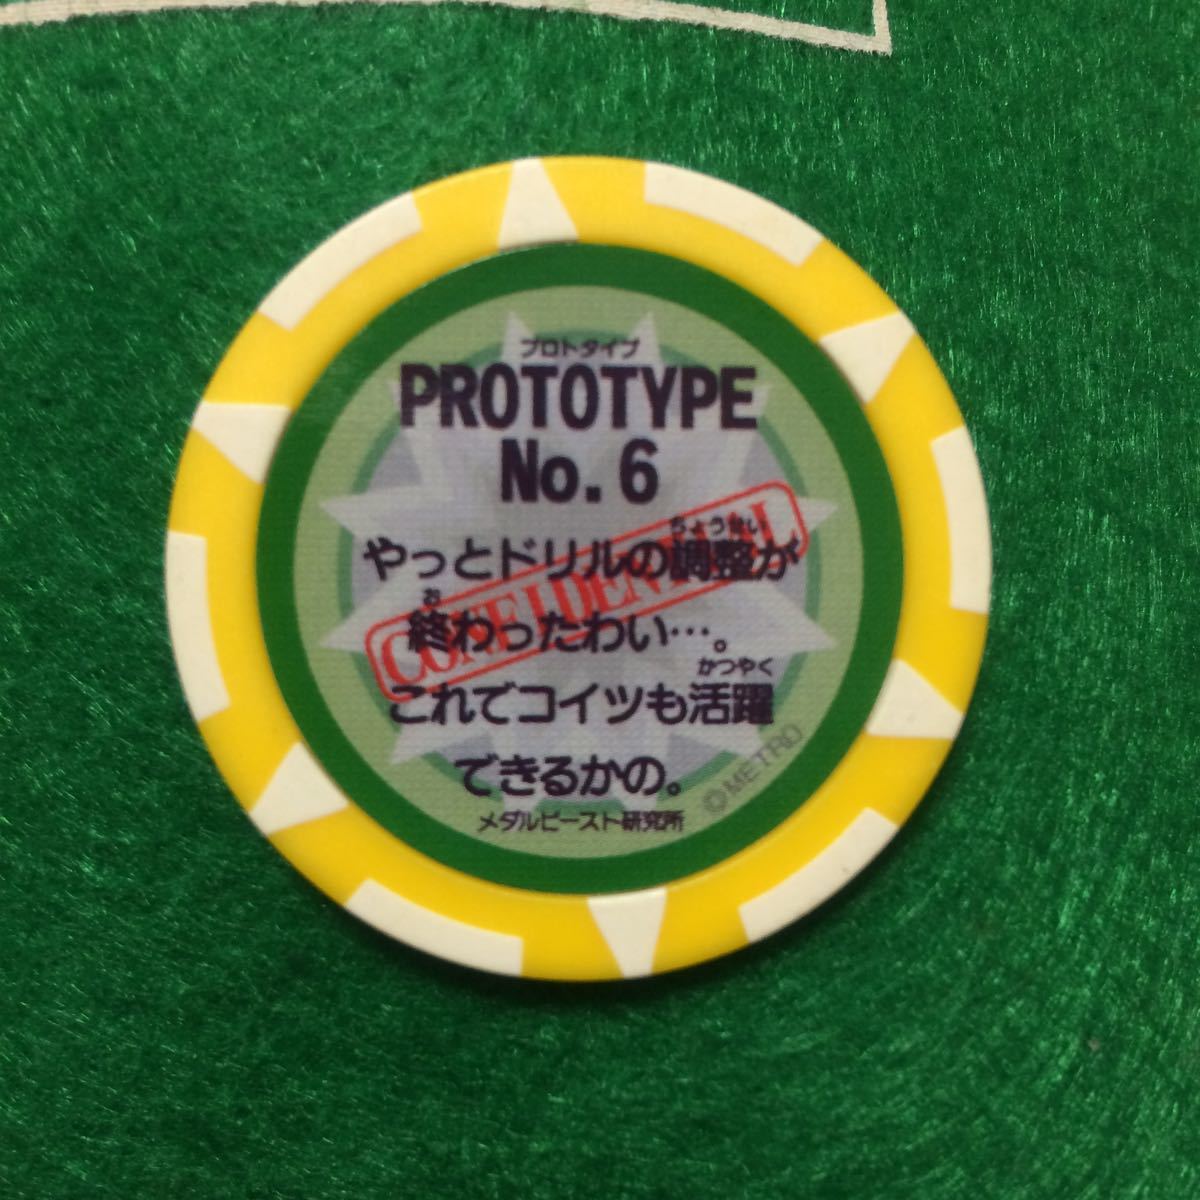 プロトタイプ
PROTOTYPE
No.6
CONFIDENTIAL
ちょうせい
やっとドリルの調整が
お
終わったわい…。
かつやく
これでコイツも活躍
できるかの。
メダルビースト研究所
©METRO